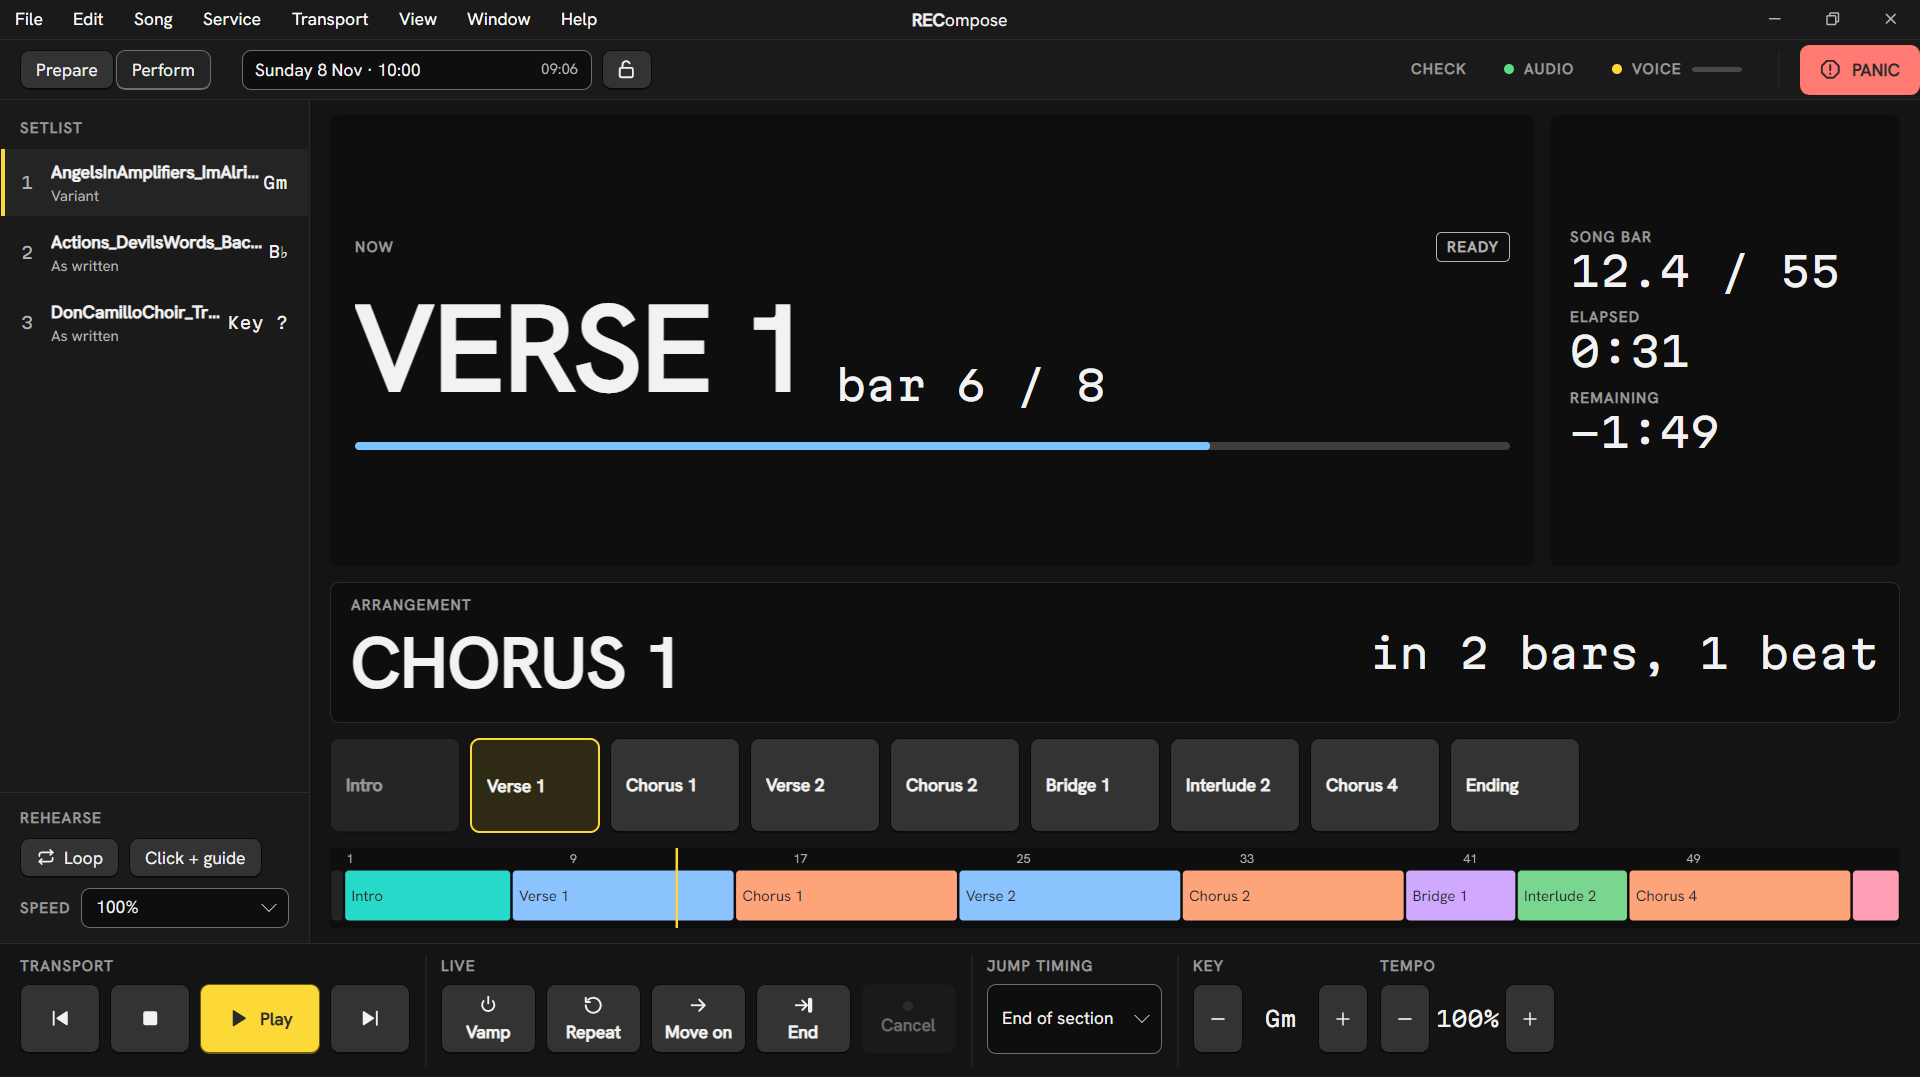 File Edit Song Service Transport View Window Help
RECompose
Prepare Perform
Sunday 8 Nov · 10:00 09:06
CHECK AUDIO VOICE
PANIC
SETLIST
1 AngelsInAmplifiers_ImAlri... Gm
Variant
2 Actions_DevilsWords_Bac... B♭
As written
3 DonCamilloChoir_Tr... Key ?
As written
NOW
READY
VERSE 1 bar 6 / 8
SONG BAR
12.4 / 55
ELAPSED
0:31
REMAINING
−1:49
ARRANGEMENT
CHORUS 1 in 2 bars, 1 beat
Intro Verse 1 Chorus 1 Verse 2 Chorus 2 Bridge 1 Interlude 2 Chorus 4 Ending
1 9 17 25 33 41 49
Intro Verse 1 Chorus 1 Verse 2 Chorus 2 Bridge 1 Interlude 2 Chorus 4
REHEARSE
Loop Click + guide
SPEED 100%
TRANSPORT
Play
LIVE
Vamp Repeat Move on End Cancel
JUMP TIMING
End of section
KEY
− Gm +
TEMPO
− 100% +